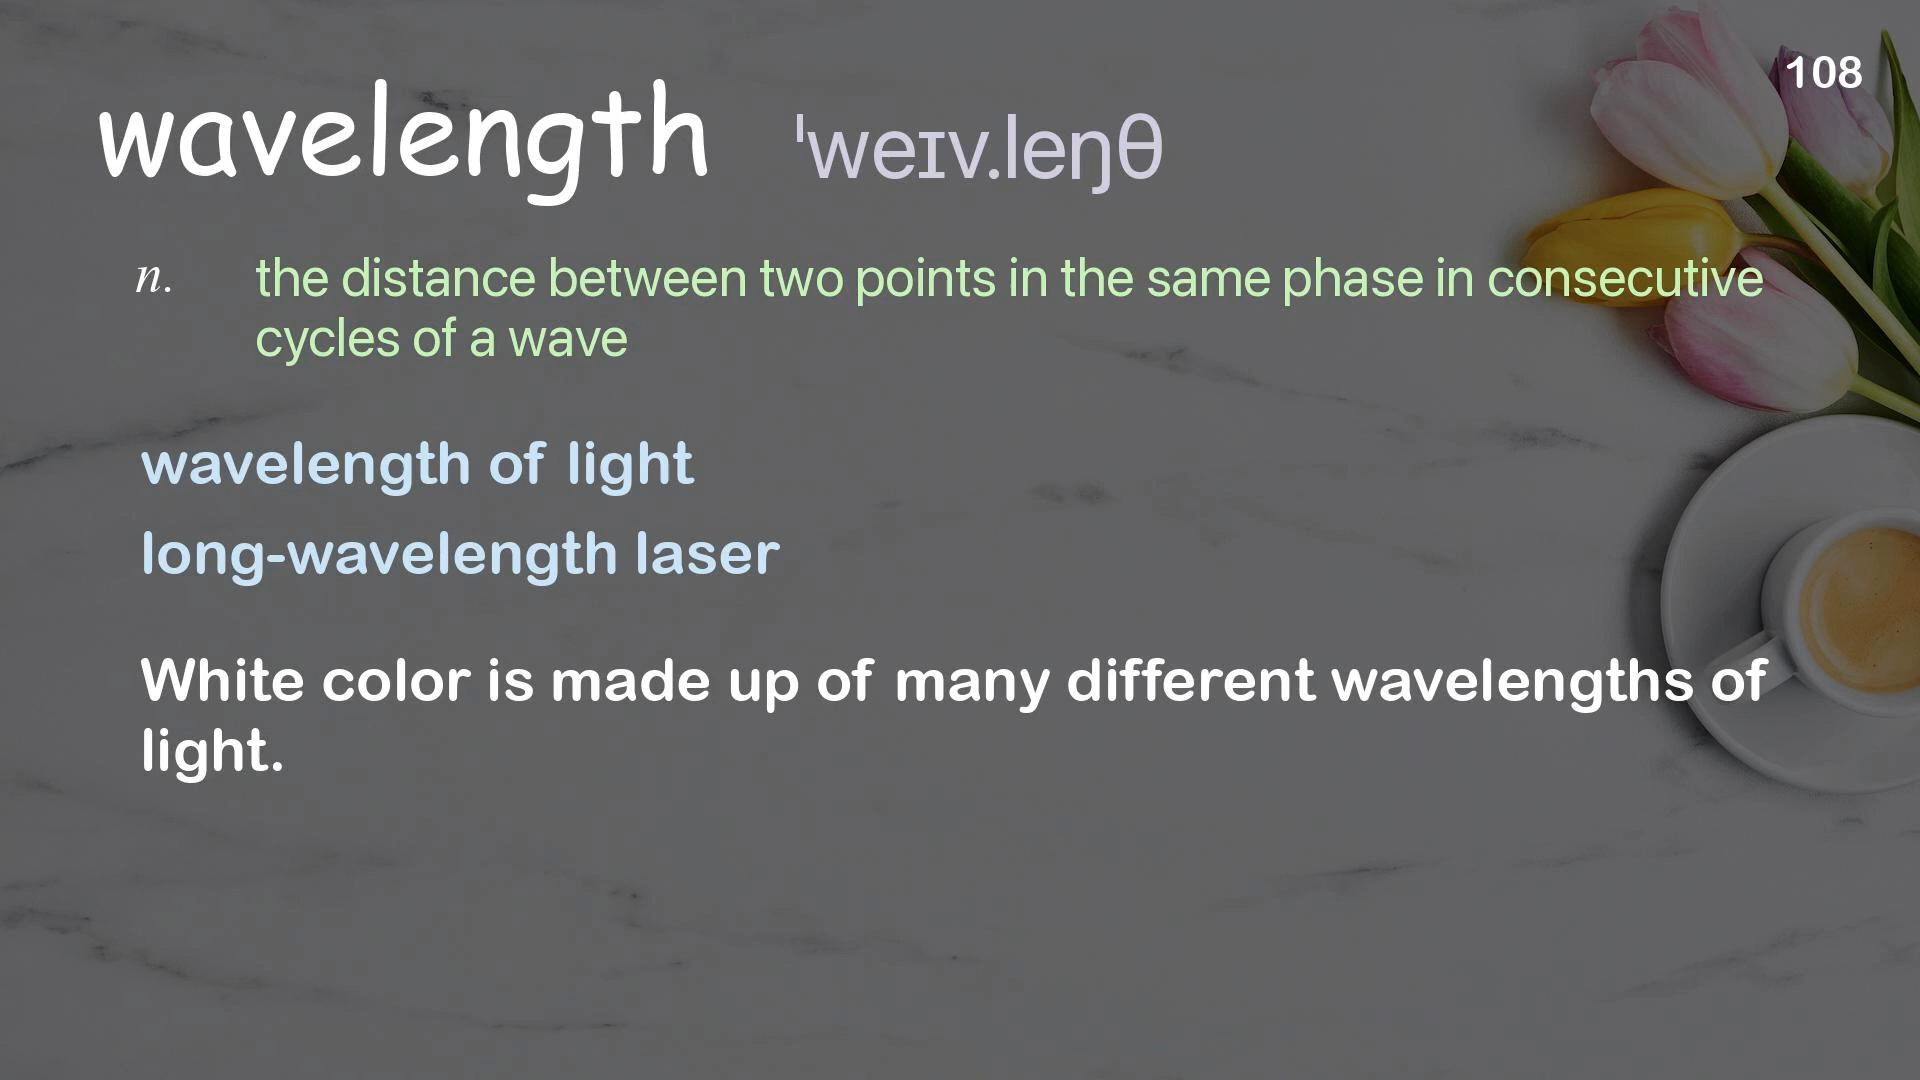 108
wavelength ˈweɪv.leŋθ
n. the distance between two points in the same phase in consecutive
cycles of a wave
wavelength of light
long-wavelength laser
White color is made up of many different wavelengths of
light.